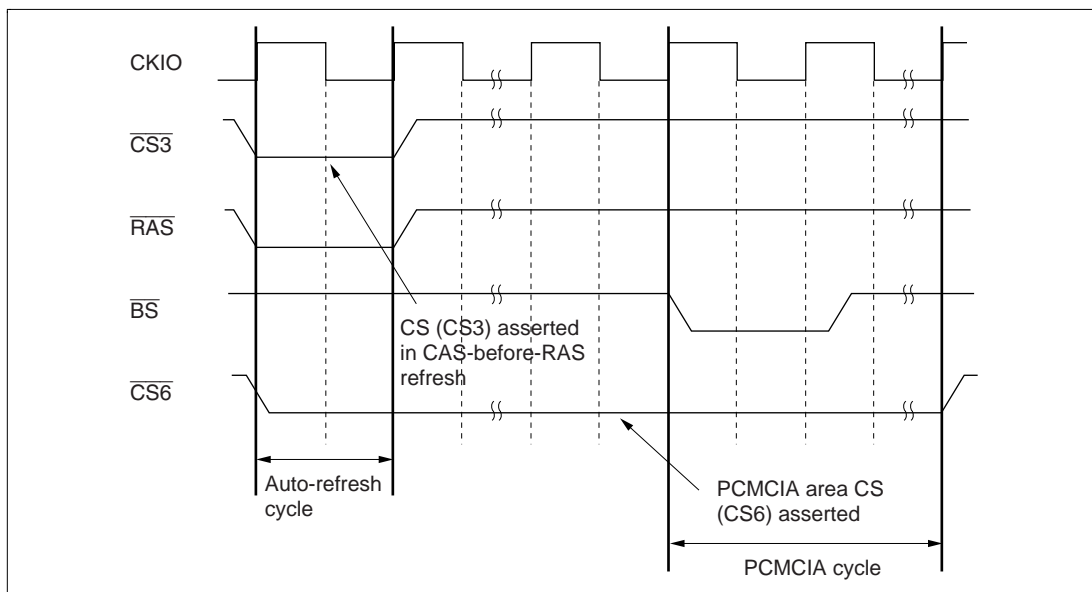 CKIO
CS3
RAS
BS
CS (CS3) asserted
in CAS-before-RAS
refresh
CS6
Auto-refresh
cycle
PCMCIA area CS
(CS6) asserted
PCMCIA cycle